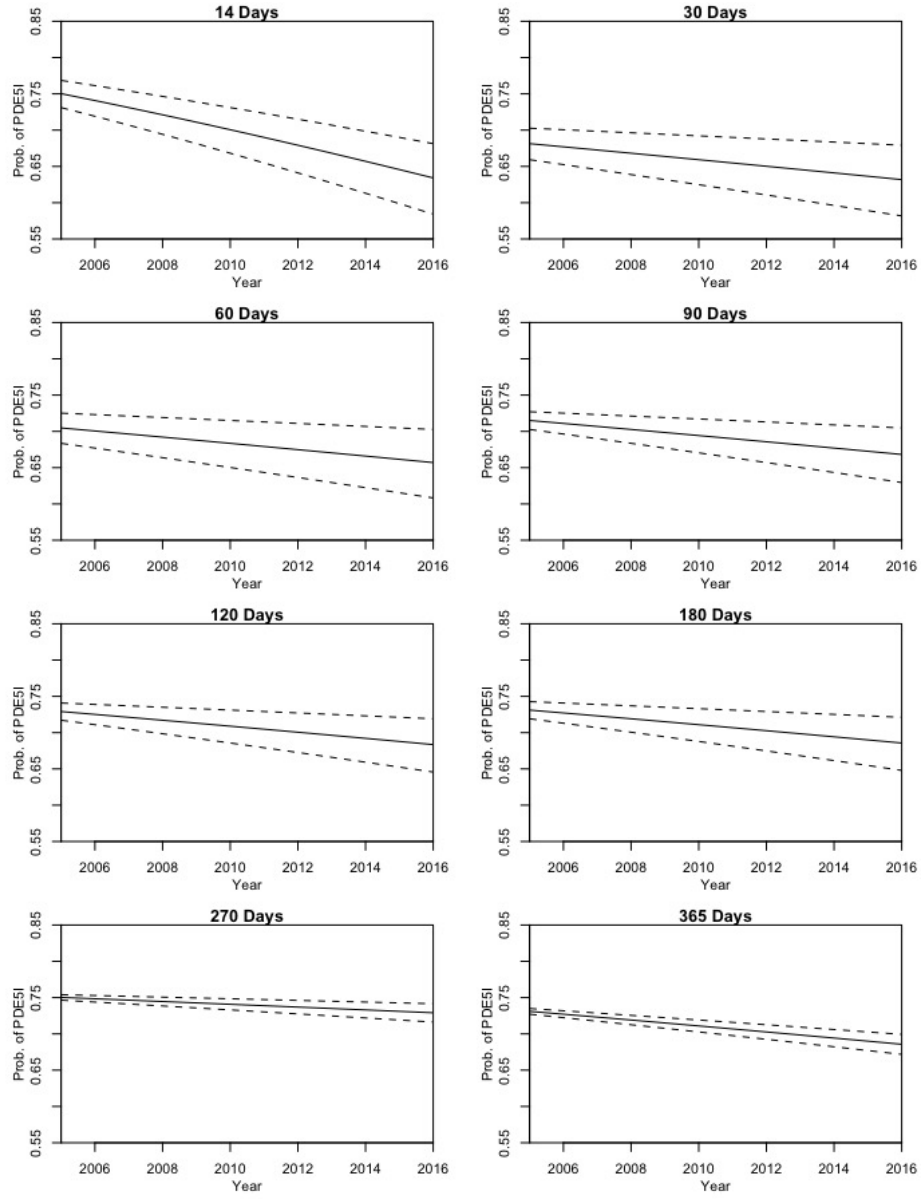 14 Days
Prob. of PDE5I
0.85
0.75
0.65
0.55
2006 2008 2010 2012 2014 2016
Year
30 Days
Prob. of PDE5I
0.85
0.75
0.65
0.55
2006 2008 2010 2012 2014 2016
Year
60 Days
Prob. of PDE5I
0.85
0.75
0.65
0.55
2006 2008 2010 2012 2014 2016
Year
90 Days
Prob. of PDE5I
0.85
0.75
0.65
0.55
2006 2008 2010 2012 2014 2016
Year
120 Days
Prob. of PDE5I
0.85
0.75
0.65
0.55
2006 2008 2010 2012 2014 2016
Year
180 Days
Prob. of PDE5I
0.85
0.75
0.65
0.55
2006 2008 2010 2012 2014 2016
Year
270 Days
Prob. of PDE5I
0.85
0.75
0.65
0.55
2006 2008 2010 2012 2014 2016
Year
365 Days
Prob. of PDE5I
0.85
0.75
0.65
0.55
2006 2008 2010 2012 2014 2016
Year